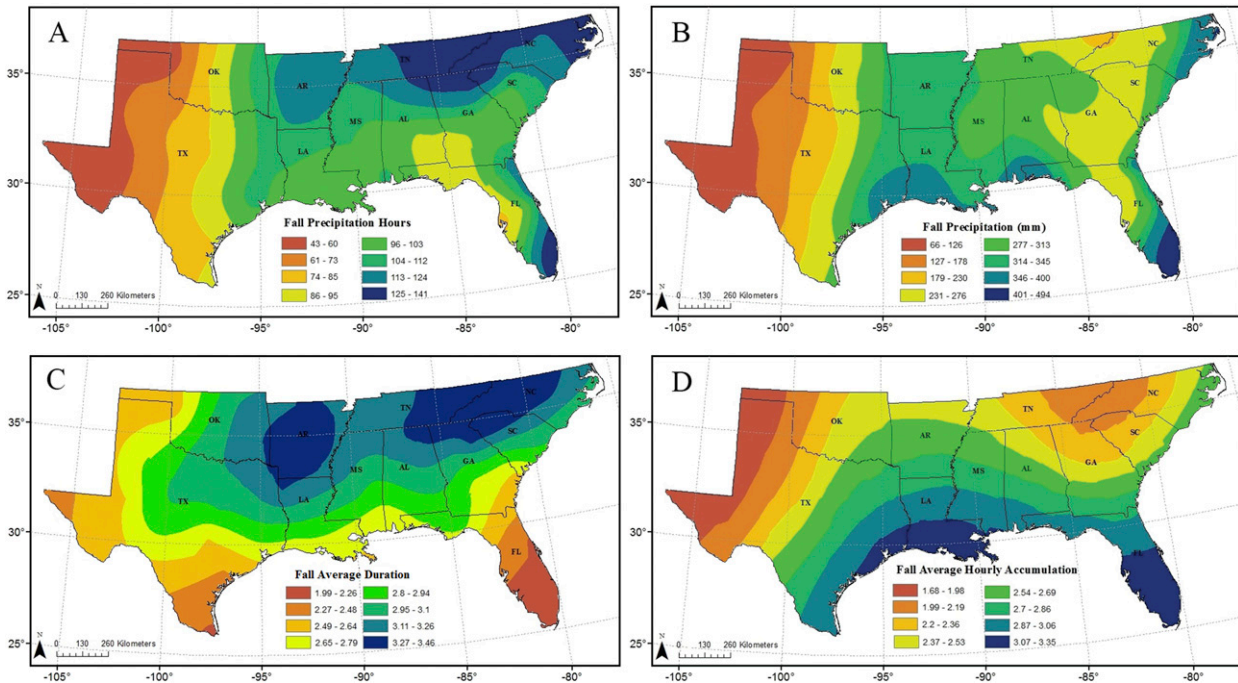 A
35°
30°
25°
OK
TX
AR
LA
MS
TN
AL
GA
NC
SC
FL
Fall Precipitation Hours
43 - 60
61 - 73
74 - 85
86 - 95
96 - 103
104 - 112
113 - 124
125 - 141
N
0 130 260 Kilometers
-105° -100° -95° -90° -85° -80°
B
35°
30°
25°
OK
TX
AR
LA
MS
TN
AL
GA
NC
SC
FL
Fall Precipitation (mm)
66 - 126
127 - 178
179 - 230
231 - 276
277 - 313
314 - 345
346 - 400
401 - 494
N
0 130 260 Kilometers
-105° -100° -95° -90° -85° -80°
C
35°
30°
25°
OK
TX
AR
LA
MS
TN
AL
GA
NC
SC
FL
Fall Average Duration
1.99 - 2.26
2.27 - 2.48
2.49 - 2.64
2.65 - 2.79
2.8 - 2.94
2.95 - 3.1
3.11 - 3.26
3.27 - 3.46
N
0 130 260 Kilometers
-105° -100° -95° -90° -85° -80°
D
35°
30°
25°
OK
TX
AR
LA
MS
TN
AL
GA
NC
SC
FL
Fall Average Hourly Accumulation
1.68 - 1.98
1.99 - 2.19
2.2 - 2.36
2.37 - 2.53
2.54 - 2.69
2.7 - 2.86
2.87 - 3.06
3.07 - 3.35
N
0 130 260 Kilometers
-105° -100° -95° -90° -85° -80°